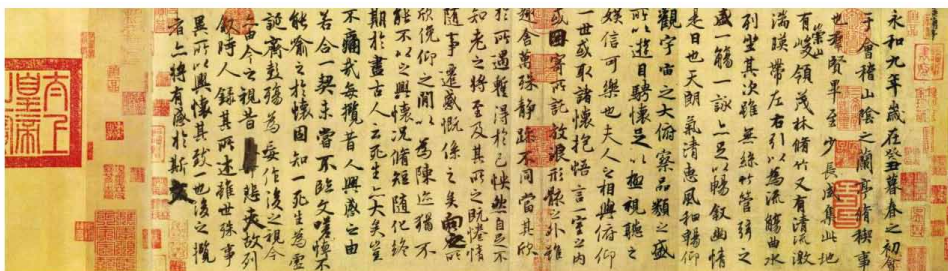 永和九年歲在癸丑暮春之初會
于會稽山陰之蘭亭脩稧事
也羣賢畢至少長咸集此地
有崇山峻領茂林脩竹又有清流激
湍暎帶左右引以為流觴曲水
列坐其次雖無絲竹管弦之
盛一觴一詠亦足以暢敘幽情
是日也天朗氣清惠風和暢仰
觀宇宙之大俯察品類之盛
所以遊目騁懷足以極視聽之
娛信可樂也夫人之相與俯仰
一世或取諸懷抱悟言一室之內
或因寄所託放浪形骸之外雖
趣舍萬殊靜躁不同當其欣
於所遇蹔得於己怏然自足不
知老之將至及其所之既惓情
隨事遷感慨係之矣向之所
欣俛仰之間以為陳迹猶不
能不以之興懷況脩短隨化終
期於盡古人云死生亦大矣豈
不痛哉每攬昔人興感之由
若合一契未嘗不臨文嗟悼不
能喻之於懷固知一死生為虛
誕齊彭殤為妄作後之視今
亦由今之視昔悲夫故列
敘時人錄其所述雖世殊事
異所以興懷其致一也後之攬
者亦將有感於斯文
太上
皇帝